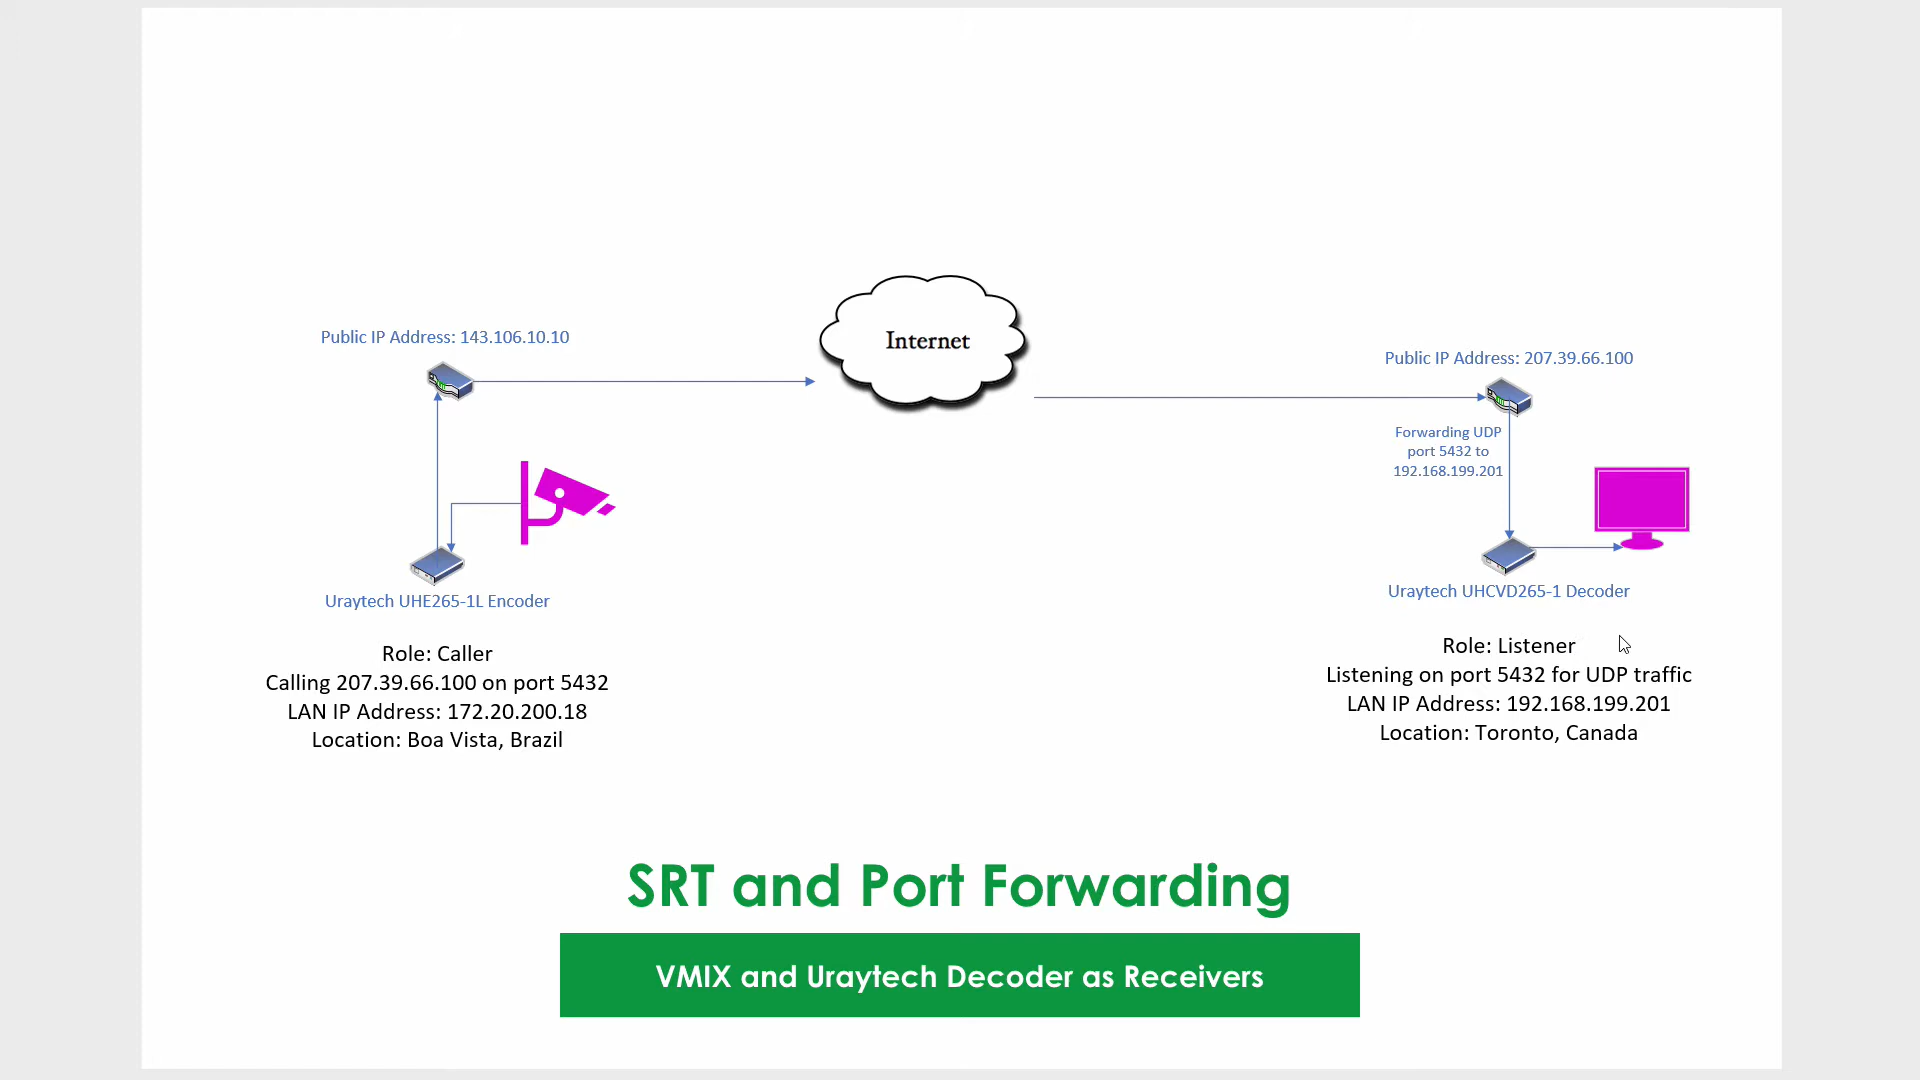 Internet
Public IP Address: 143.106.10.10
Uraytech UHE265-1L Encoder
Role: Caller
Calling 207.39.66.100 on port 5432
LAN IP Address: 172.20.200.18
Location: Boa Vista, Brazil
Public IP Address: 207.39.66.100
Forwarding UDP
port 5432 to
192.168.199.201
Uraytech UHCVD265-1 Decoder
Role: Listener
Listening on port 5432 for UDP traffic
LAN IP Address: 192.168.199.201
Location: Toronto, Canada
SRT and Port Forwarding
VMIX and Uraytech Decoder as Receivers